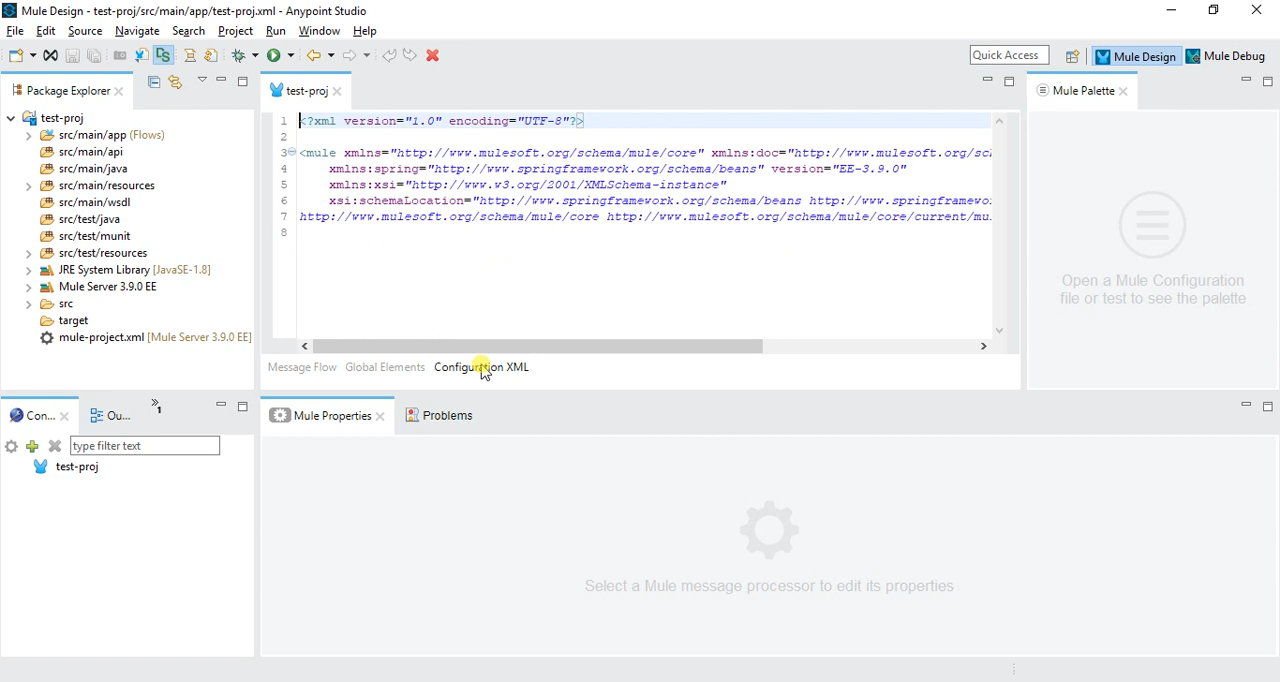 Mule Design - test-proj/src/main/app/test-proj.xml - Anypoint Studio
File Edit Source Navigate Search Project Run Window Help
Quick Access Mule Design Mule Debug
Package Explorer
test-proj
src/main/app (Flows)
src/main/api
src/main/java
src/main/resources
src/main/wsdl
src/test/java
src/test/munit
src/test/resources
JRE System Library [JavaSE-1.8]
Mule Server 3.9.0 EE
src
target
mule-project.xml [Mule Server 3.9.0 EE]
test-proj
1 <?xml version="1.0" encoding="UTF-8"?>
2
3 <mule xmlns="http://www.mulesoft.org/schema/mule/core" xmlns:doc="http://www.mulesoft.org/sc
4 xmlns:spring="http://www.springframework.org/schema/beans" version="EE-3.9.0"
5 xmlns:xsi="http://www.w3.org/2001/XMLSchema-instance"
6 xsi:schemaLocation="http://www.springframework.org/schema/beans http://www.springframewo
7 http://www.mulesoft.org/schema/mule/core http://www.mulesoft.org/schema/mule/core/current/mu
8
Message Flow Global Elements Configuration XML
Mule Palette
Open a Mule Configuration
file or test to see the palette
Con... Ou... »1
type filter text
test-proj
Mule Properties Problems
Select a Mule message processor to edit its properties